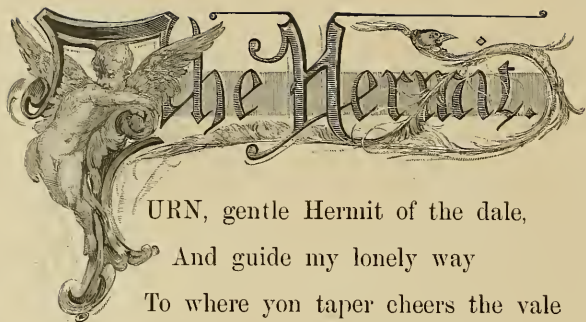 The Hermit.
URN, gentle Hermit of the dale,
And guide my lonely way
To where yon taper cheers the vale